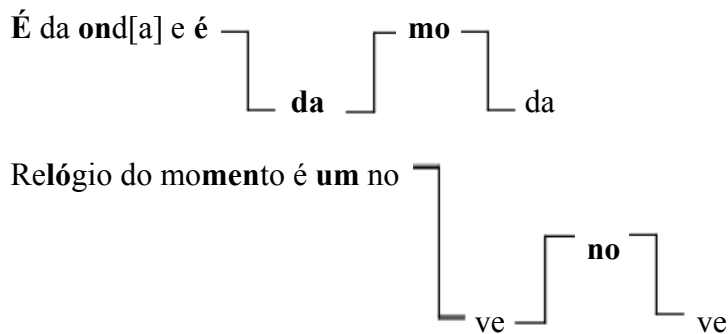 É da ond[a] e é
mo
da
da
Relógio do momento é um no
no
ve
ve